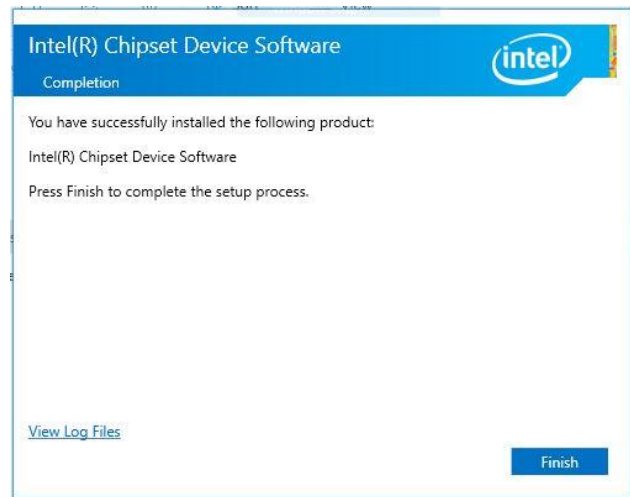 Intel(R) Chipset Device Software
intel
Completion
You have successfully installed the following product:
Intel(R) Chipset Device Software
Press Finish to complete the setup process.
View Log Files
Finish